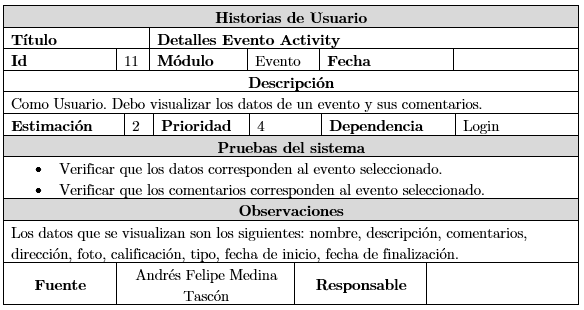 Historias de Usuario
Título Detalles Evento Activity
Id 11 Módulo Evento Fecha
Descripción
Como Usuario. Debo visualizar los datos de un evento y sus comentarios.
Estimación 2 Prioridad 4 Dependencia Login
Pruebas del sistema
• Verificar que los datos corresponden al evento seleccionado.
• Verificar que los comentarios corresponden al evento seleccionado.
Observaciones
Los datos que se visualizan son los siguientes: nombre, descripción, comentarios,
dirección, foto, calificación, tipo, fecha de inicio, fecha de finalización.
Fuente Andrés Felipe Medina Responsable
Tascón